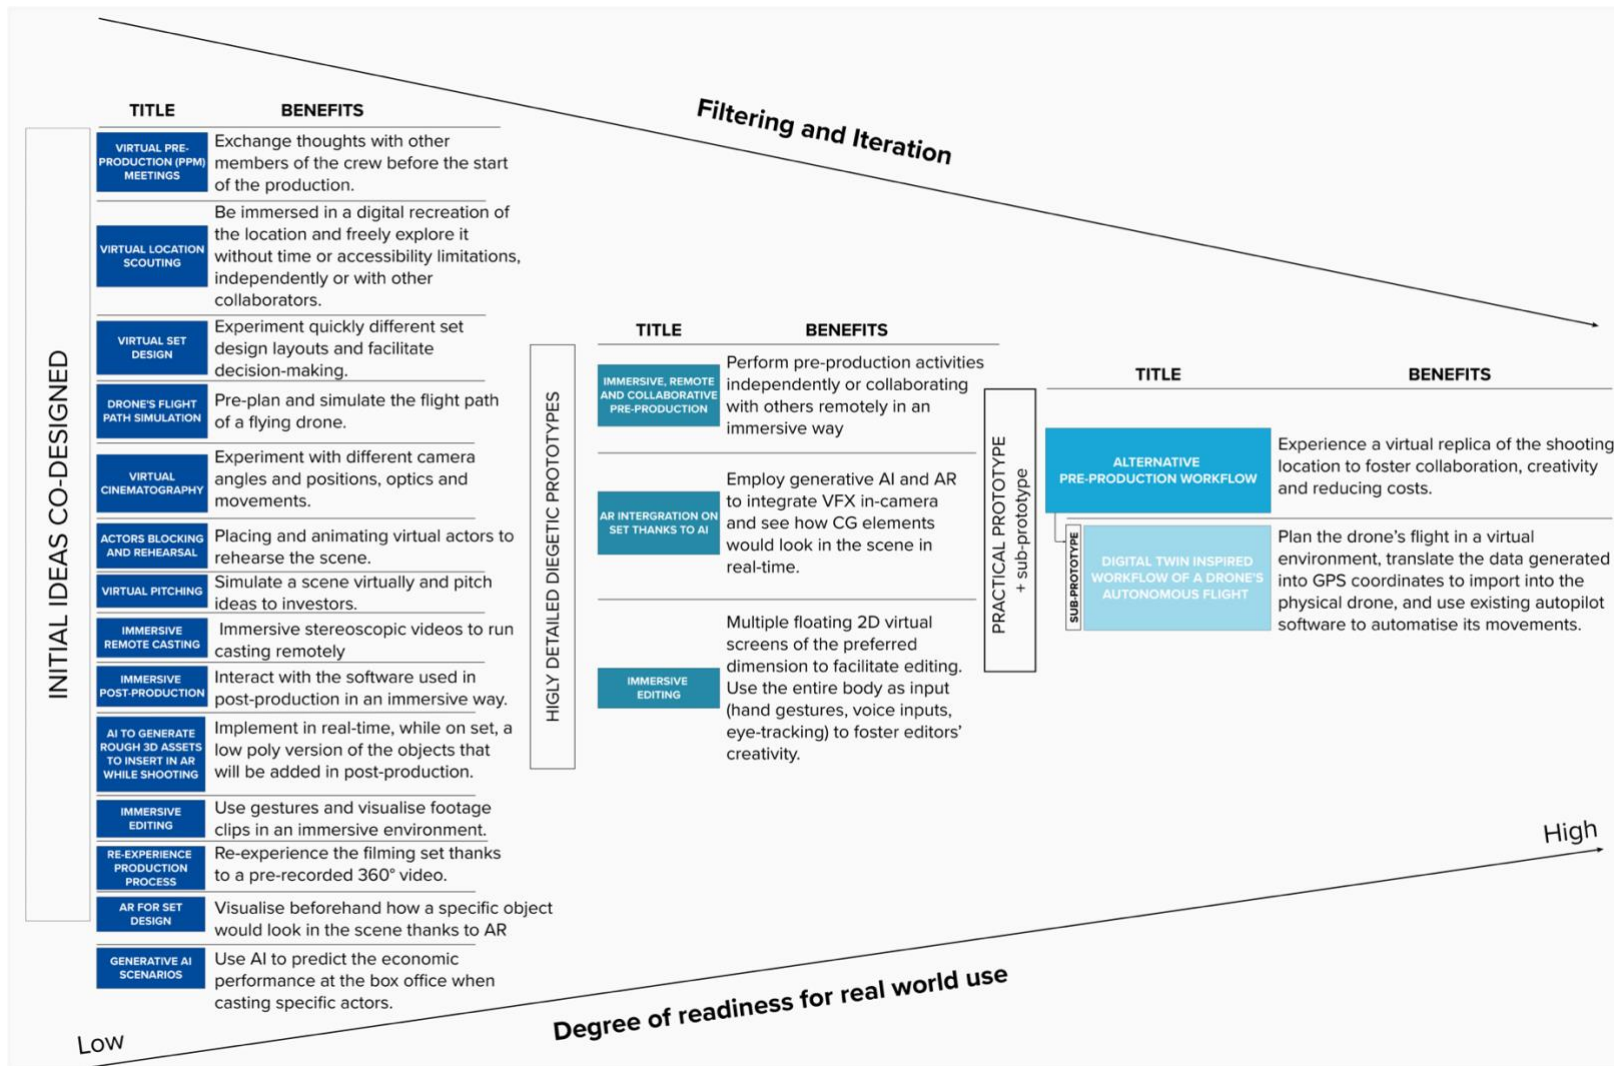 Filtering and Iteration
TITLE BENEFITS
INITIAL IDEAS CO-DESIGNED
VIRTUAL PRE-
PRODUCTION (PPM)
MEETINGS
Exchange thoughts with other
members of the crew before the start
of the production.
VIRTUAL LOCATION
SCOUTING
Be immersed in a digital recreation of
the location and freely explore it
without time or accessibility limitations,
independently or with other
collaborators.
VIRTUAL SET
DESIGN
Experiment quickly different set
design layouts and facilitate
decision-making.
DRONE'S FLIGHT
PATH SIMULATION
Pre-plan and simulate the flight path
of a flying drone.
VIRTUAL
CINEMATOGRAPHY
Experiment with different camera
angles and positions, optics and
movements.
ACTORS BLOCKING
AND REHEARSAL
Placing and animating virtual actors to
rehearse the scene.
VIRTUAL PITCHING
Simulate a scene virtually and pitch
ideas to investors.
IMMERSIVE
REMOTE CASTING
Immersive stereoscopic videos to run
casting remotely
IMMERSIVE
POST-PRODUCTION
Interact with the software used in
post-production in an immersive way.
AI TO GENERATE
ROUGH 3D ASSETS
TO INSERT IN AR
WHILE SHOOTING
Implement in real-time, while on set, a
low poly version of the objects that
will be added in post-production.
IMMERSIVE
EDITING
Use gestures and visualise footage
clips in an immersive environment.
RE-EXPERIENCE
PRODUCTION
PROCESS
Re-experience the filming set thanks
to a pre-recorded 360° video.
AR FOR SET
DESIGN
Visualise beforehand how a specific object
would look in the scene thanks to AR
GENERATIVE AI
SCENARIOS
Use AI to predict the economic
performance at the box office when
casting specific actors.
HIGLY DETAILED DIEGETIC PROTOTYPES
TITLE BENEFITS
IMMERSIVE, REMOTE
AND COLLABORATIVE
PRE-PRODUCTION
Perform pre-production activities
independently or collaborating
with others remotely in an
immersive way
AR INTERGRATION ON
SET THANKS TO AI
Employ generative AI and AR
to integrate VFX in-camera
and see how CG elements
would look in the scene in
real-time.
IMMERSIVE
EDITING
Multiple floating 2D virtual
screens of the preferred
dimension to facilitate editing.
Use the entire body as input
(hand gestures, voice inputs,
eye-tracking) to foster editors'
creativity.
PRACTICAL PROTOTYPE
+ sub-prototype
TITLE BENEFITS
ALTERNATIVE
PRE-PRODUCTION WORKFLOW
Experience a virtual replica of the shooting
location to foster collaboration, creativity
and reducing costs.
SUB-PROTOTYPE
DIGITAL TWIN INSPIRED
WORKFLOW OF A DRONE'S
AUTONOMOUS FLIGHT
Plan the drone's flight in a virtual
environment, translate the data generated
into GPS coordinates to import into the
physical drone, and use existing autopilot
software to automatise its movements.
Low
Degree of readiness for real world use
High